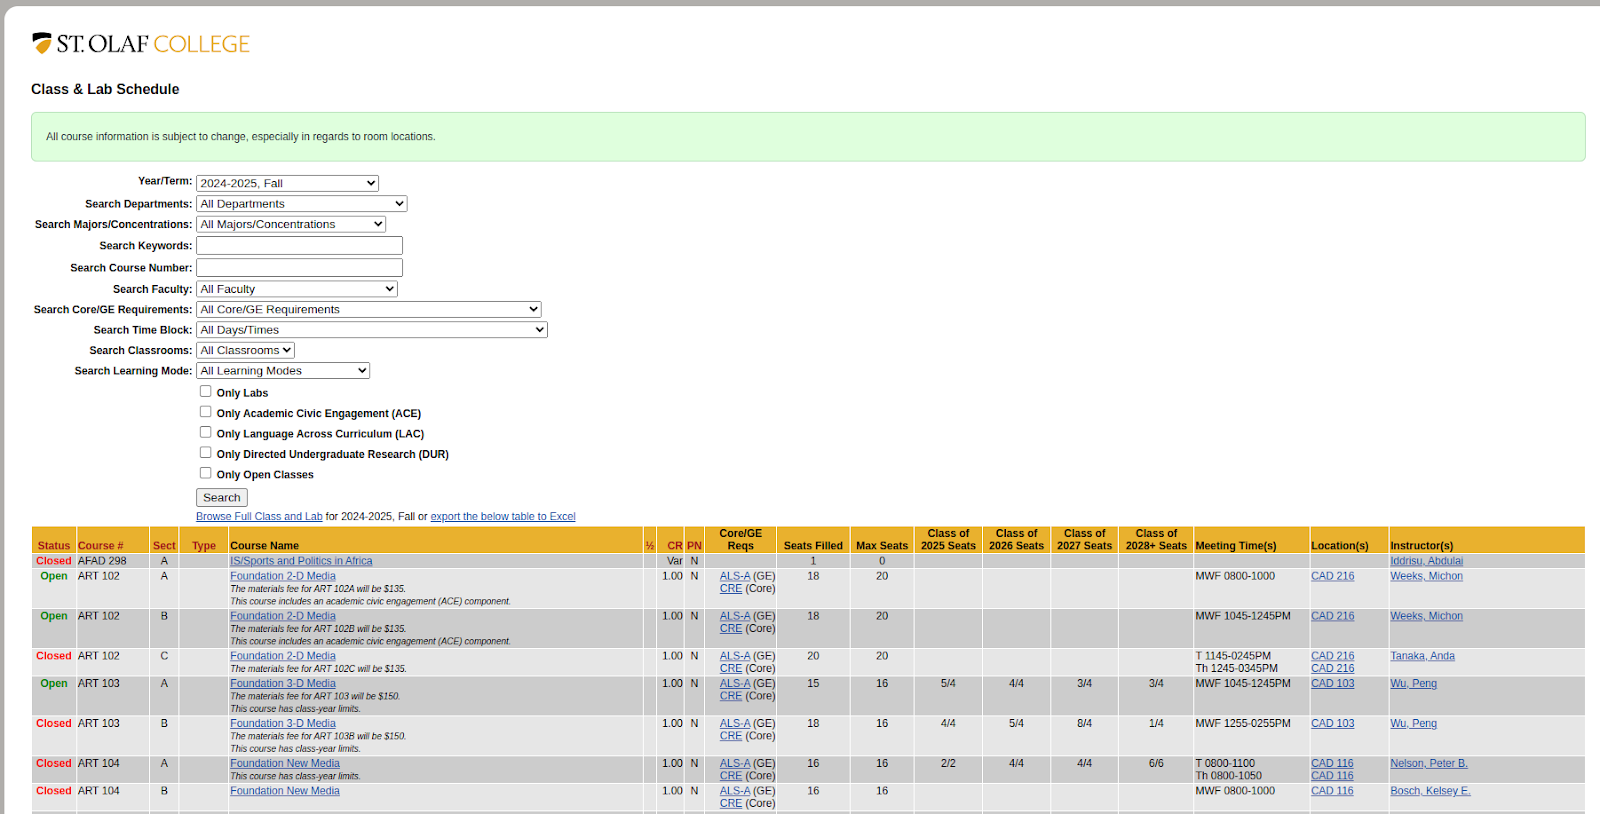 ST. OLAF COLLEGE
Class & Lab Schedule
All course information is subject to change, especially in regards to room locations.
Year/Term: 2024-2025, Fall
Search Departments: All Departments
Search Majors/Concentrations: All Majors/Concentrations
Search Keywords:
Search Course Number:
Search Faculty: All Faculty
Search Core/GE Requirements: All Core/GE Requirements
Search Time Block: All Days/Times
Search Classrooms: All Classrooms
Search Learning Mode: All Learning Modes
Only Labs
Only Academic Civic Engagement (ACE)
Only Language Across Curriculum (LAC)
Only Directed Undergraduate Research (DUR)
Only Open Classes
Search
Browse Full Class and Lab for 2024-2025, Fall or export the below table to Excel
Core/GE Class of Class of Class of Class of
Status Course # Sect Type Course Name ½ CR PN Reqs Seats Filled Max Seats 2025 Seats 2026 Seats 2027 Seats 2028+ Seats Meeting Time(s) Location(s) Instructor(s)
Closed AFAD 298 A IS/Sports and Politics in Africa Var N 1 0 Iddrisu, Abdulai
Open ART 102 A Foundation 2-D Media 1.00 N ALS-A (GE) 18 20 MWF 0800-1000 CAD 216 Weeks, Michon
The materials fee for ART 102A will be $135. CRE (Core)
This course includes an academic civic engagement (ACE) component.
Open ART 102 B Foundation 2-D Media 1.00 N ALS-A (GE) 18 20 MWF 1045-1245PM CAD 216 Weeks, Michon
The materials fee for ART 102B will be $135. CRE (Core)
This course includes an academic civic engagement (ACE) component.
Closed ART 102 C Foundation 2-D Media 1.00 N ALS-A (GE) 20 20 T 1145-0245PM CAD 216 Tanaka, Anda
The materials fee for ART 102C will be $135. CRE (Core) Th 1245-0345PM CAD 216
Open ART 103 A Foundation 3-D Media 1.00 N ALS-A (GE) 15 16 5/4 4/4 3/4 3/4 MWF 1045-1245PM CAD 103 Wu, Peng
The materials fee for ART 103 will be $150. CRE (Core)
This course has class-year limits.
Closed ART 103 B Foundation 3-D Media 1.00 N ALS-A (GE) 18 16 4/4 5/4 8/4 1/4 MWF 1255-0255PM CAD 103 Wu, Peng
The materials fee for ART 103B will be $150. CRE (Core)
This course has class-year limits.
Closed ART 104 A Foundation New Media 1.00 N ALS-A (GE) 16 16 2/2 4/4 4/4 6/6 T 0800-1100 CAD 116 Nelson, Peter B.
This course has class-year limits. CRE (Core) Th 0800-1050 CAD 116
Closed ART 104 B Foundation New Media 1.00 N ALS-A (GE) 16 16 MWF 0800-1000 CAD 116 Bosch, Kelsey E.
CRE (Core)